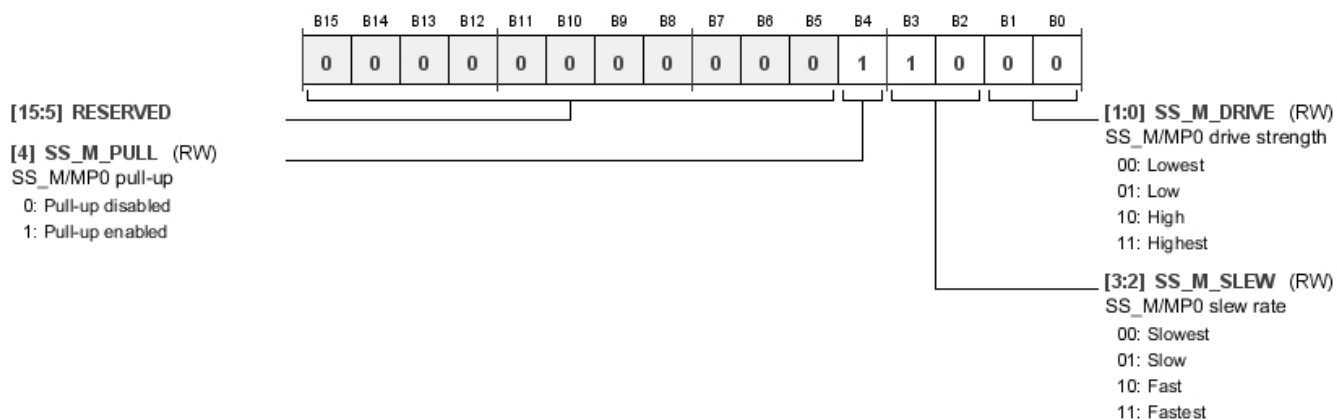 B15 B14 B13 B12 B11 B10 B9 B8 B7 B6 B5 B4 B3 B2 B1 B0
0 0 0 0 0 0 0 0 0 0 0 1 1 0 0 0
[15:5] RESERVED
[4] SS_M_PULL (RW)
SS_M/MP0 pull-up
0: Pull-up disabled
1: Pull-up enabled
[1:0] SS_M_DRIVE (RW)
SS_M/MP0 drive strength
00: Lowest
01: Low
10: High
11: Highest
[3:2] SS_M_SLEW (RW)
SS_M/MP0 slew rate
00: Slowest
01: Slow
10: Fast
11: Fastest